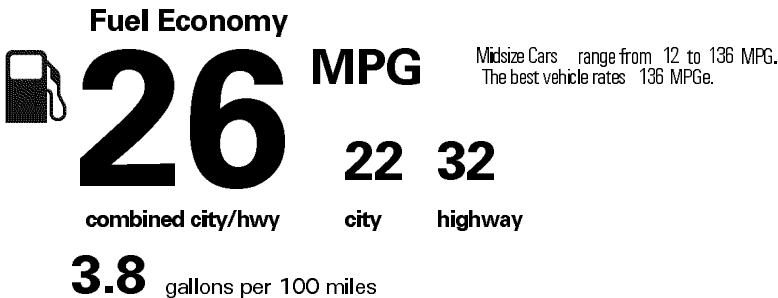 Fuel Economy
26 MPG
Midsize Cars range from 12 to 136 MPG.
The best vehicle rates 136 MPGe.
22 32
combined city/hwy city highway
3.8 gallons per 100 miles